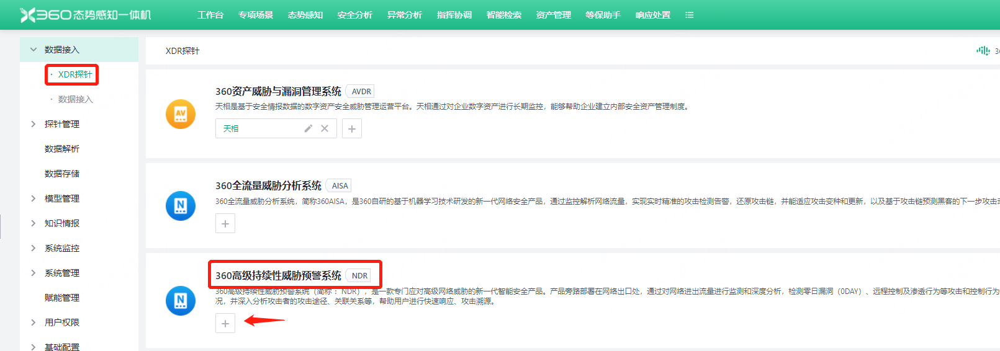 360态势感知一体机
工作台 专项场景 态势感知 安全分析 异常分析 指挥协调 智能检索 资产管理 等保助手 响应处置
数据接入
· XDR探针
· 数据接入
探针管理
数据解析
数据存储
模型管理
知识情报
系统监控
系统管理
赋能管理
用户权限
基础配置
XDR探针
360资产威胁与漏洞管理系统 AVDR
天相是基于安全情报数据的数字资产安全威胁管理运营平台。天相通过对企业数字资产进行长期监控，能够帮助企业建立内部安全资产管理制度。
AV
天相
360全流量威胁分析系统 AISA
360全流量威胁分析系统，简称360AISA，是360自研的基于机器学习技术研发的新一代网络安全产品，通过监控解析网络流量，实现实时精准的攻击检测告警，还原攻击链，并能适应攻击变种和更新，以及基于攻击链预测黑客的下一步攻击
N
360高级持续性威胁预警系统 NDR
360高级持续性威胁预警系统（简称：NDR），是一款专门应对高级网络威胁的新一代智能安全产品。产品旁路部署在网络出口处，通过对网络进出流量进行监测和深度分析，检测零日漏洞（0DAY）、远程控制及渗透行为等攻击和控制行为
况，并深入分析攻击者的攻击途径、关联关系等，帮助用户进行快速响应、攻击溯源。
N